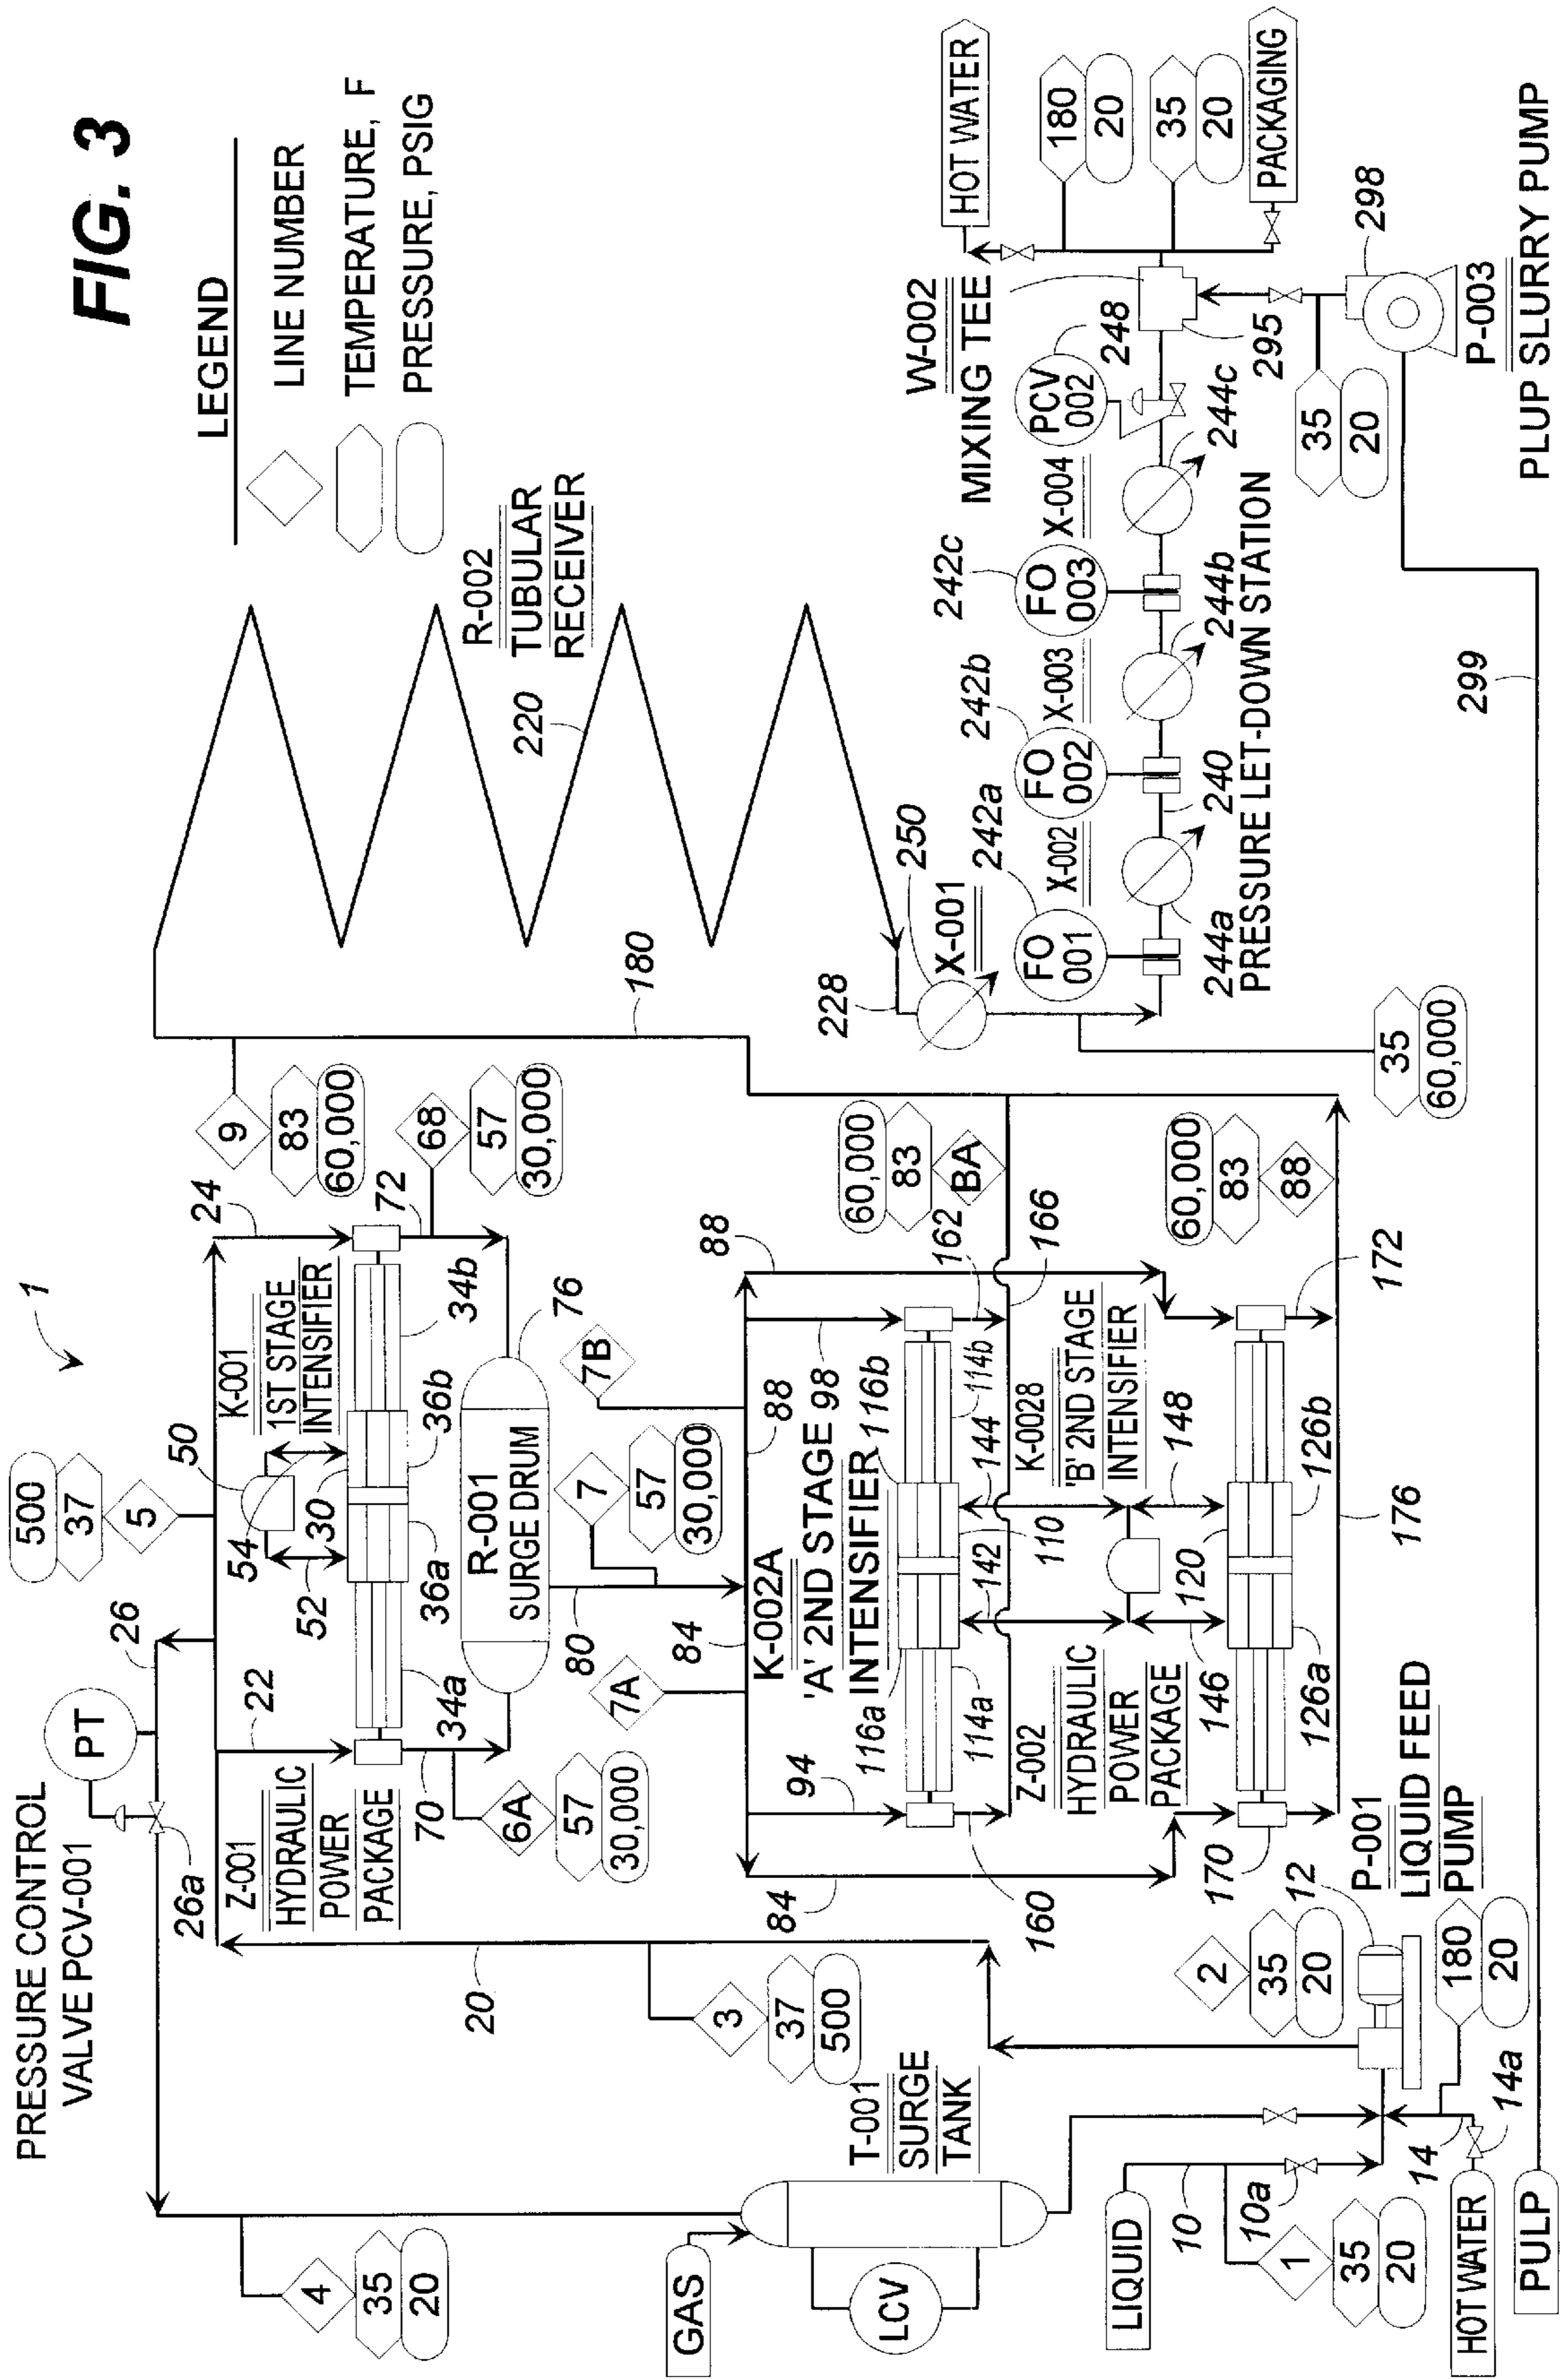 FIG. 3
LEGEND
LINE NUMBER
TEMPERATURE, F
PRESSURE, PSIG
1
PRESSURE CONTROL
VALVE PCV-001
PT
26
26a
500
37
5
22
24
50
K-001
1ST STAGE
INTENSIFIER
54
30
52
36a
36b
34a
34b
Z-001
HYDRAULIC
POWER
PACKAGE
70
72
6A
57
30,000
68
57
30,000
9
83
60,000
R-001
SURGE DRUM
76
80
7
57
30,000
7A
7B
84
88
88
84
20
3
37
500
4
35
20
GAS
LCV
T-001
SURGE
TANK
K-002A
'A' 2ND STAGE
INTENSIFIER
94
98
116a
116b
114a
114b
142
144
110
160
162
166
60,000
83
BA
Z-002
HYDRAULIC
POWER
PACKAGE
K-0028
'B' 2ND STAGE
INTENSIFIER
146
148
120
126a
126b
170
172
176
60,000
83
88
180
R-002
TUBULAR
RECEIVER
220
228
250
X-001
35
60,000
FO
001
242a
X-002
244a
FO
002
242b
X-003
244b
240
FO
003
242c
X-004
244c
PCV
002
248
PRESSURE LET-DOWN STATION
W-002
MIXING TEE
295
HOT WATER
180
20
35
20
PACKAGING
298
P-003
PLUP SLURRY PUMP
35
20
299
LIQUID
10
10a
1
35
20
2
35
20
12
P-001
LIQUID FEED
PUMP
180
20
14
14a
HOT WATER
PULP